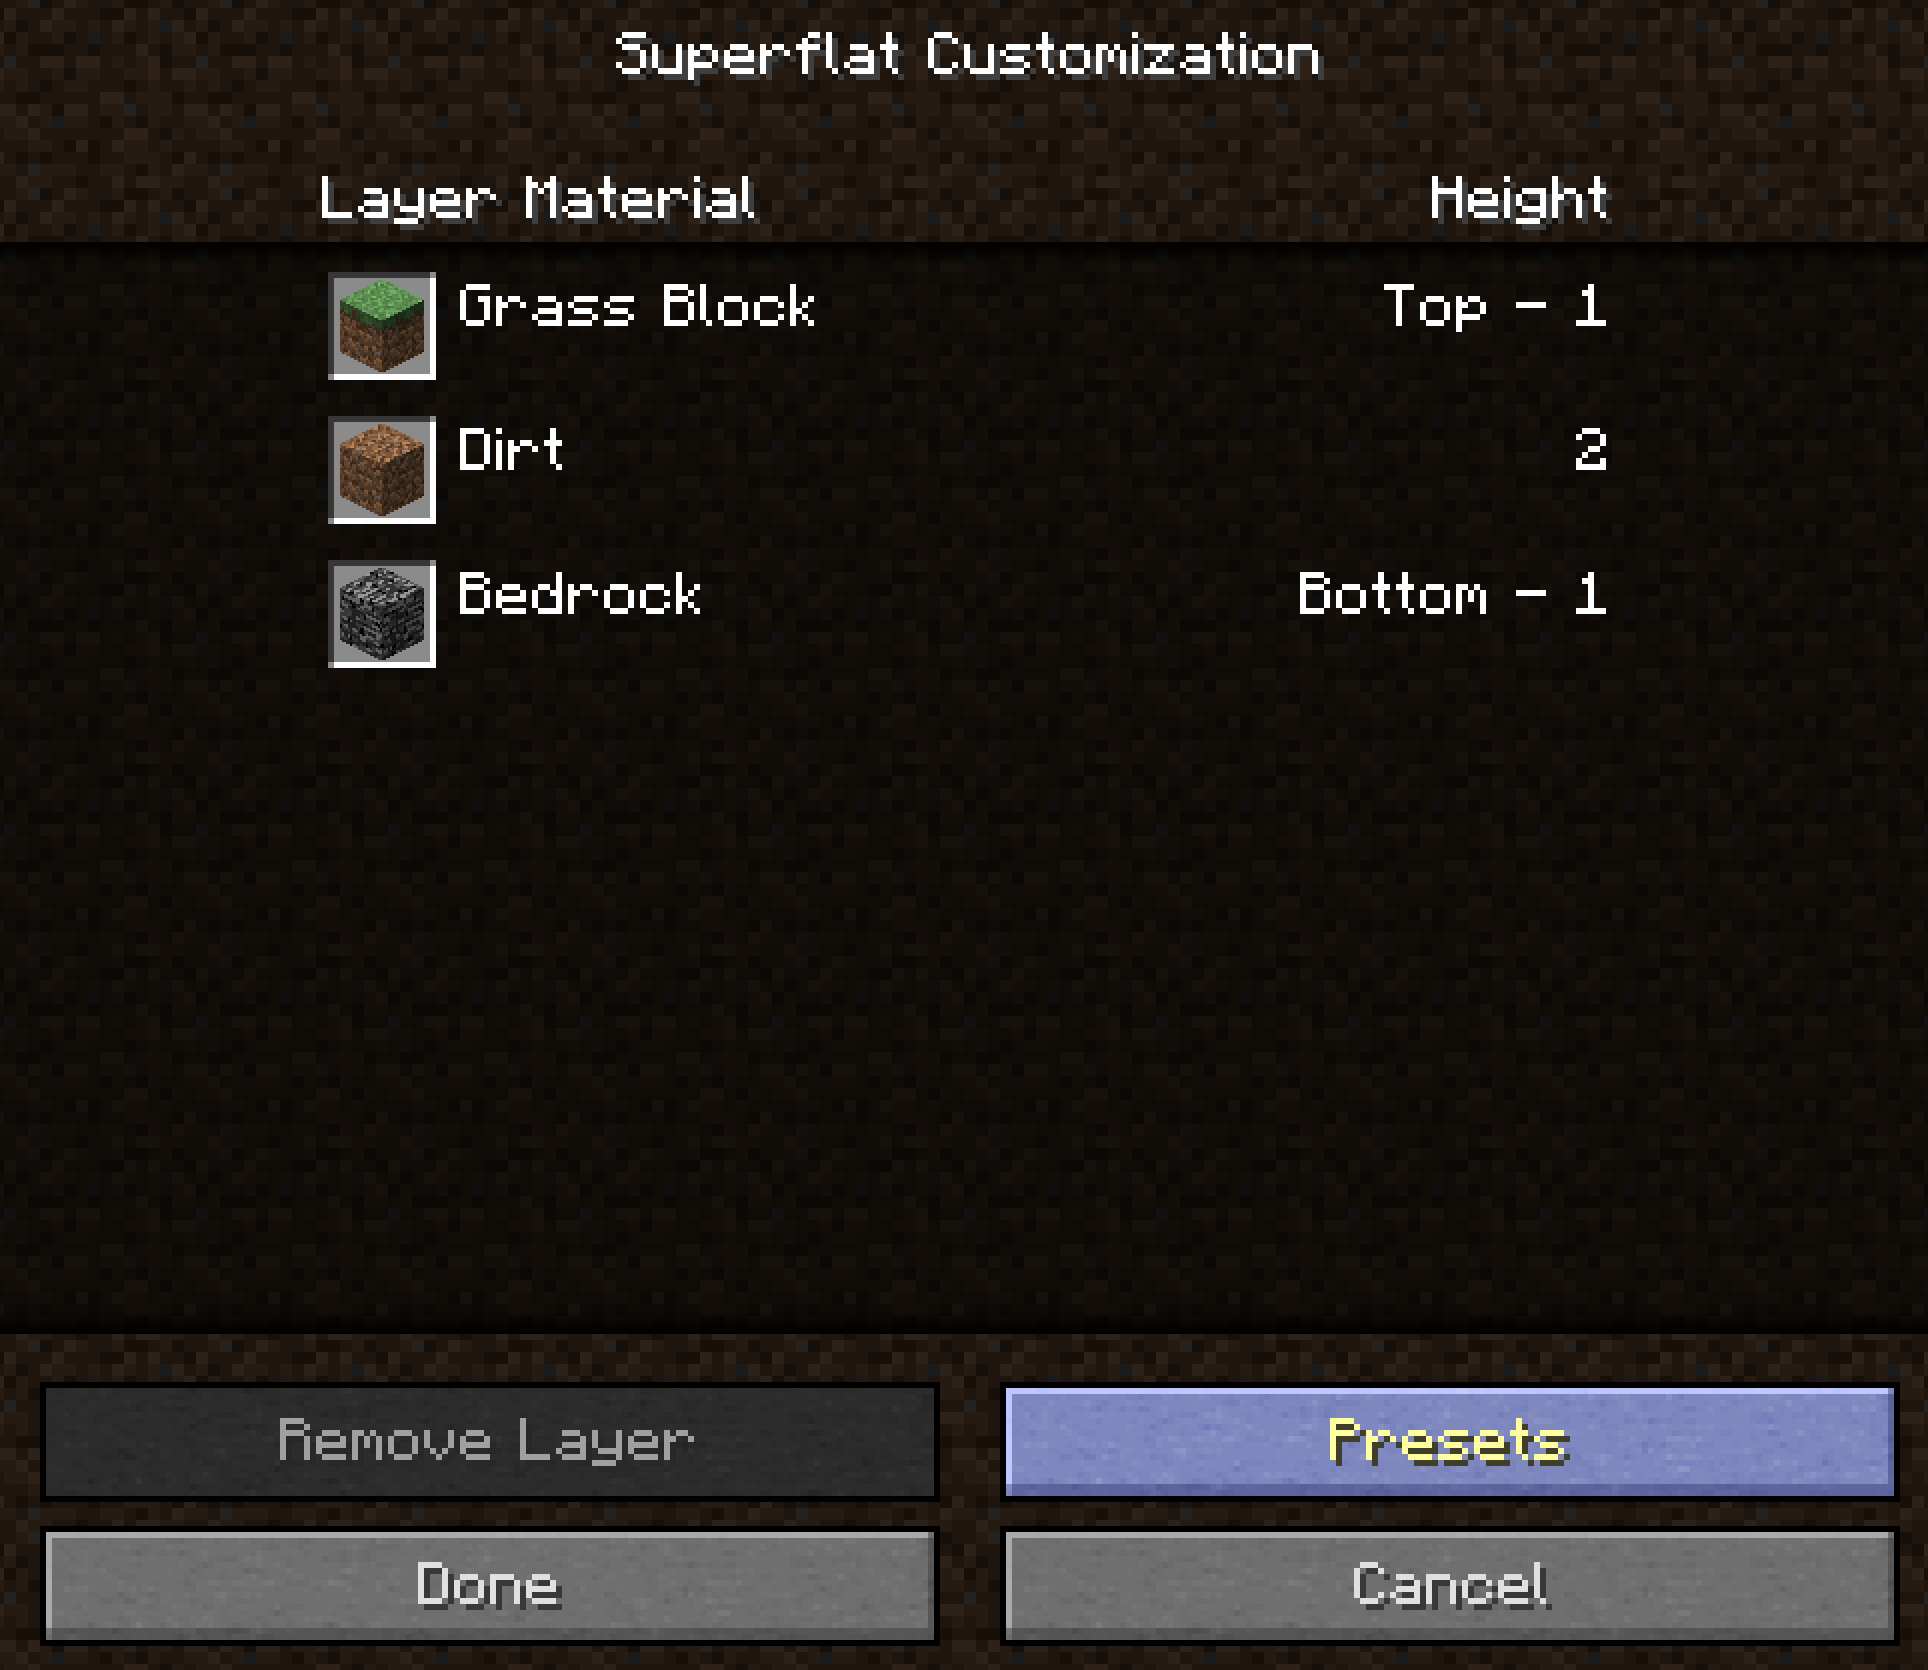 Superflat Customization
Layer Material Height
Grass Block Top - 1
Dirt 2
Bedrock Bottom - 1
Remove Layer Presets
Done Cancel